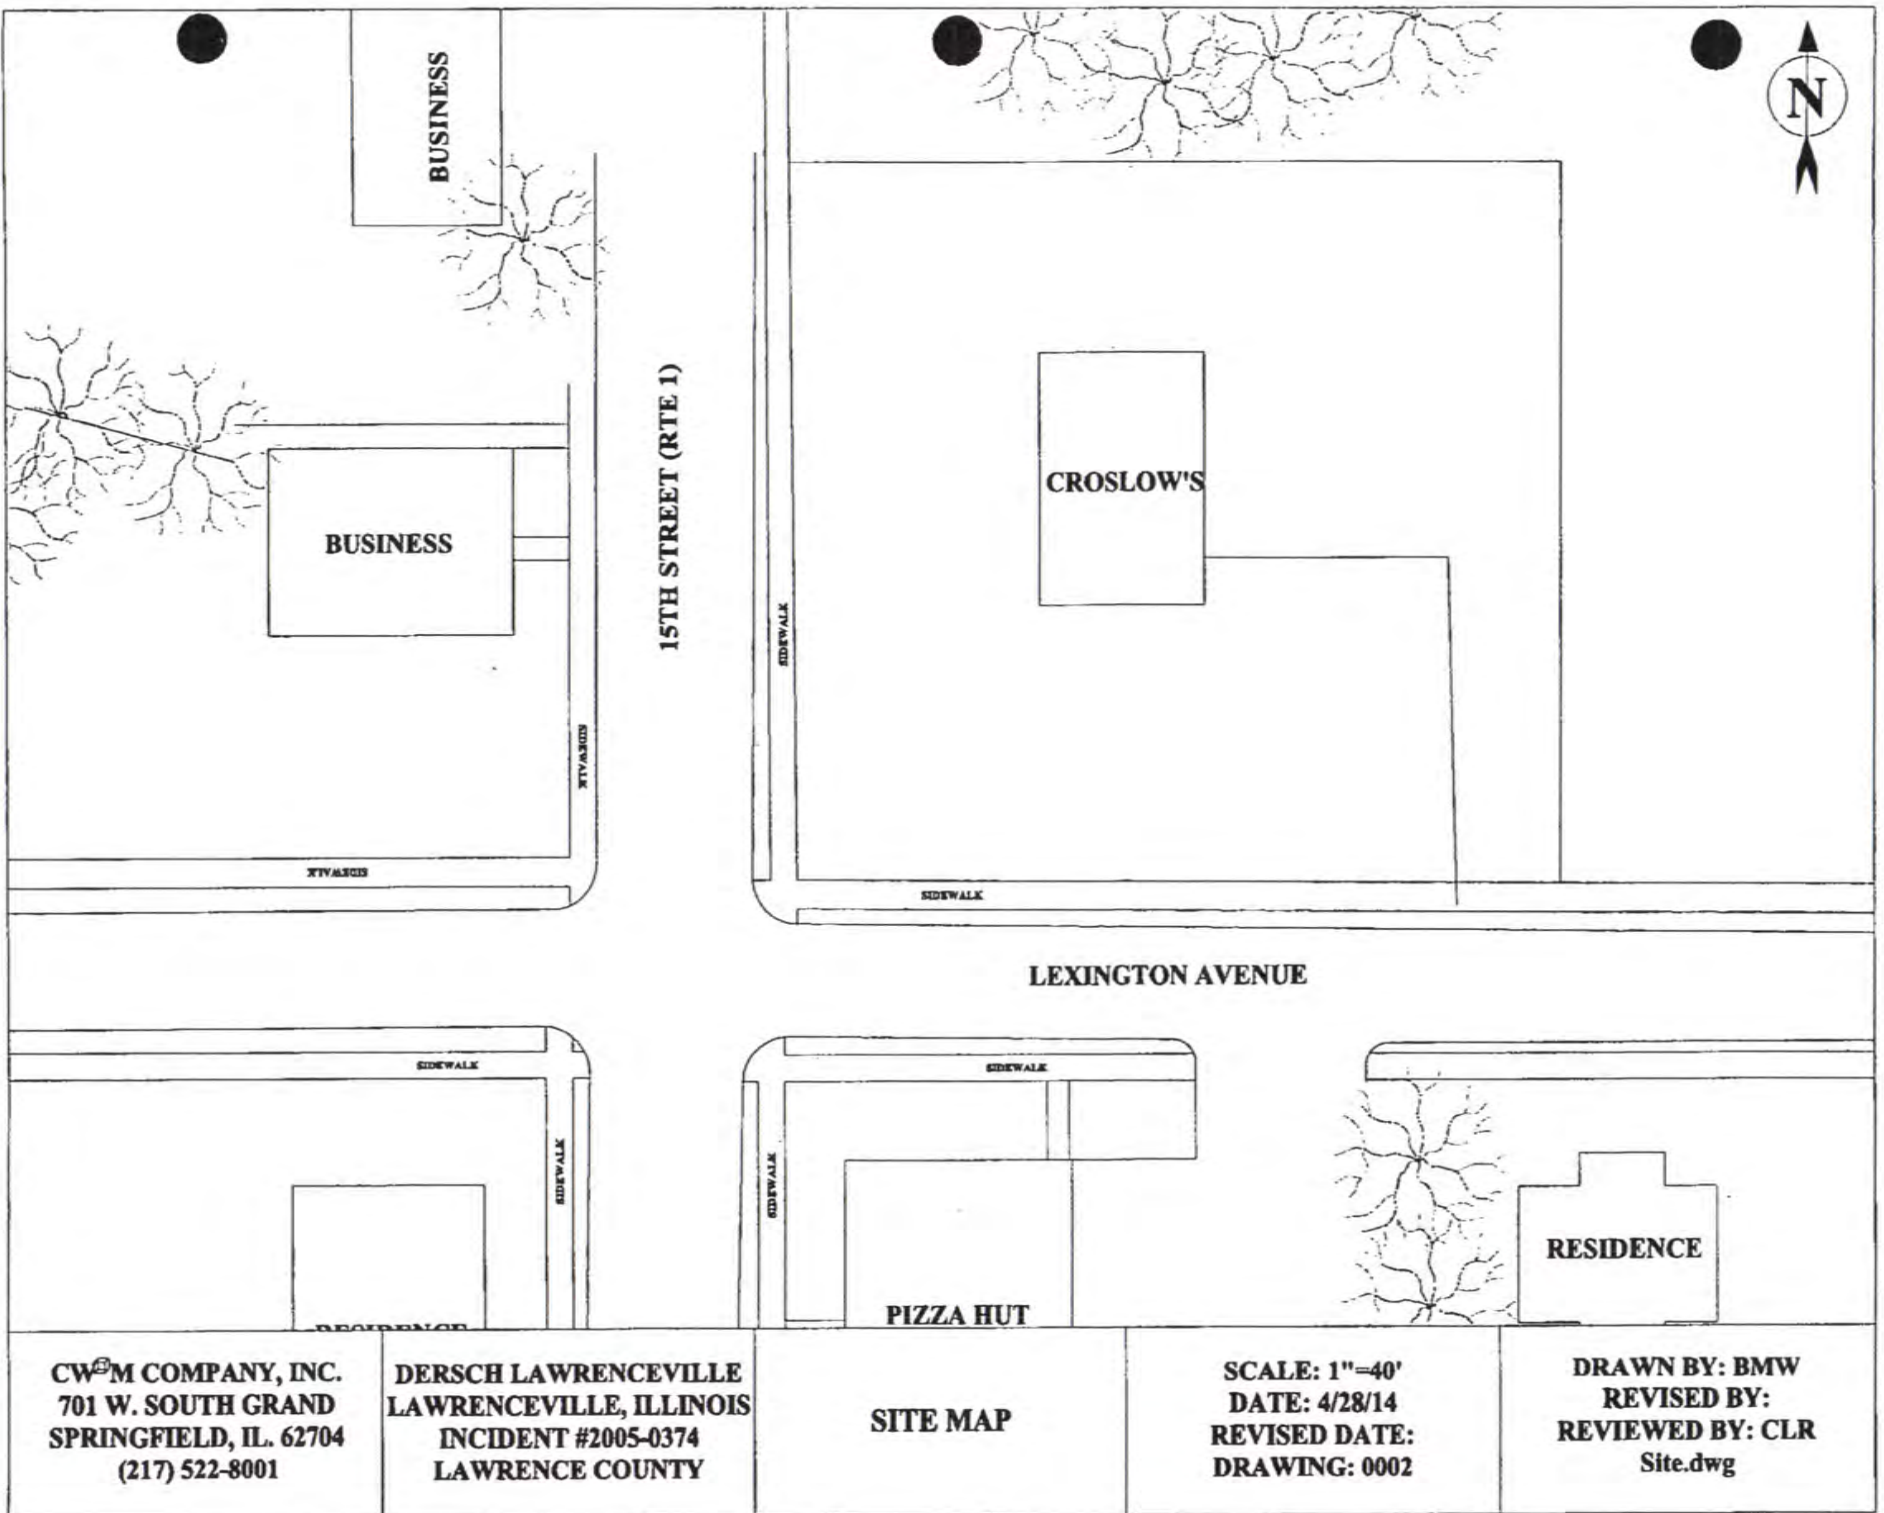 BUSINESS
N
15TH STREET (RTE 1)
CROSLOW'S
BUSINESS
SIDEWALK
SIDEWALK
SIDEWALK
SIDEWALK
LEXINGTON AVENUE
SIDEWALK
SIDEWALK
SIDEWALK
SIDEWALK
RESIDENCE
PIZZA HUT
RESIDENCE
CW M COMPANY, INC.
701 W. SOUTH GRAND
SPRINGFIELD, IL. 62704
(217) 522-8001
DERSCH LAWRENCEVILLE
LAWRENCEVILLE, ILLINOIS
INCIDENT #2005-0374
LAWRENCE COUNTY
SITE MAP
SCALE: 1"=40'
DATE: 4/28/14
REVISED DATE:
DRAWING: 0002
DRAWN BY: BMW
REVISED BY:
REVIEWED BY: CLR
Site.dwg